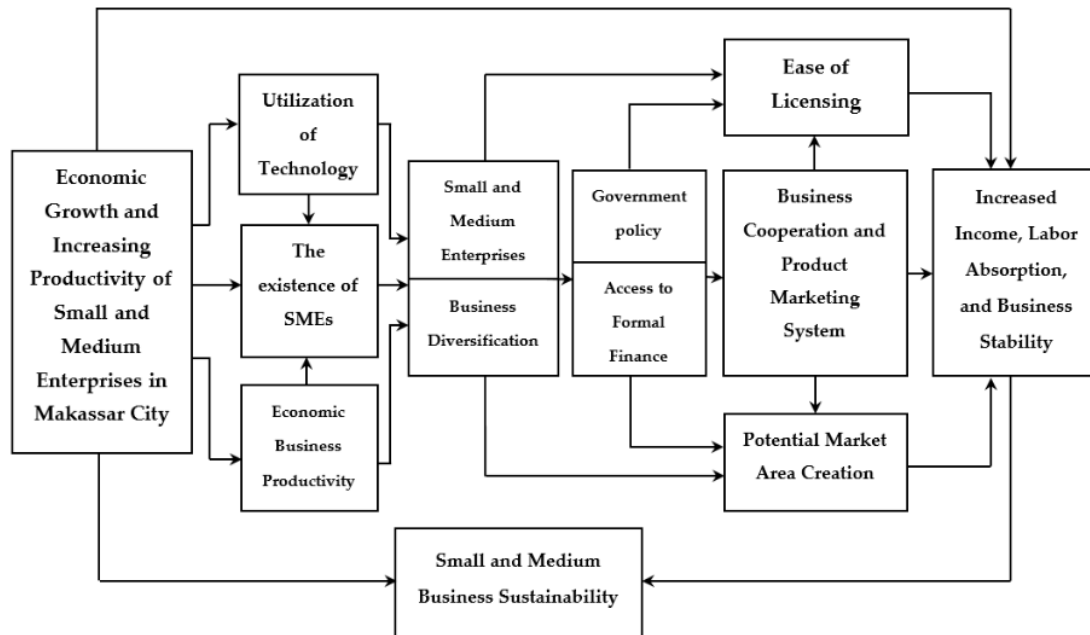 Economic
Growth and
Increasing
Productivity of
Small and
Medium
Enterprises in
Makassar City
Utilization
of
Technology
The
existence of
SMEs
Economic
Business
Productivity
Small and
Medium
Enterprises
Business
Diversification
Government
policy
Access to
Formal
Finance
Ease of
Licensing
Business
Cooperation and
Product
Marketing
System
Potential Market
Area Creation
Increased
Income, Labor
Absorption,
and Business
Stability
Small and Medium
Business Sustainability